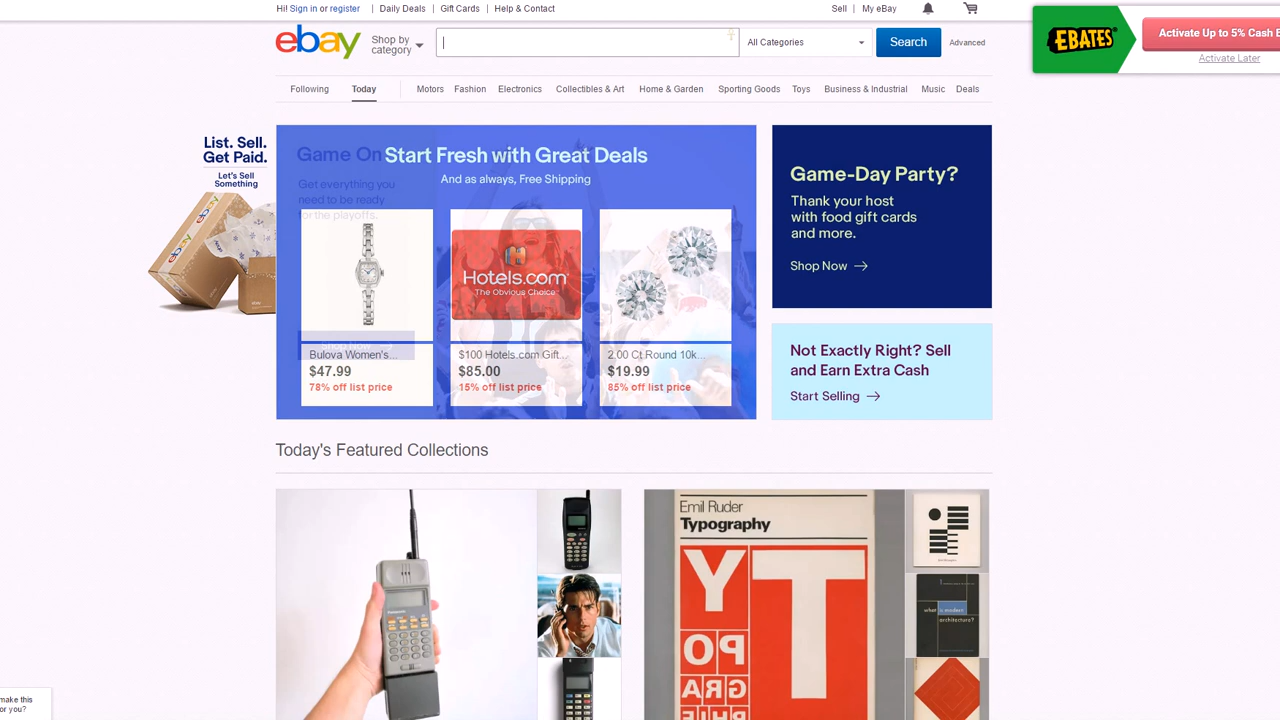 Hi! Sign in or register
Daily Deals
Gift Cards
Help & Contact
Sell
My eBay
ebay
Shop by
category
All Categories
Search
Advanced
EBATES
Activate Up to 5% Cash
Activate Later
Following
Today
Motors
Fashion
Electronics
Collectibles & Art
Home & Garden
Sporting Goods
Toys
Business & Industrial
Music
Deals
List. Sell.
Get Paid.
Let's Sell
Something
Game On
Start Fresh with Great Deals
And as always, Free Shipping
Get everything you
need to be ready
for the playoffs.
Hotels.com
The Obvious Choice
Bulova Women's...
$47.99
78% off list price
$100 Hotels.com Gift...
$85.00
15% off list price
2.00 Ct Round 10k...
$19.99
85% off list price
Game-Day Party?
Thank your host
with food gift cards
and more.
Shop Now
Not Exactly Right? Sell
and Earn Extra Cash
Start Selling
Today's Featured Collections
Emil Ruder
Typography
make this
or you?